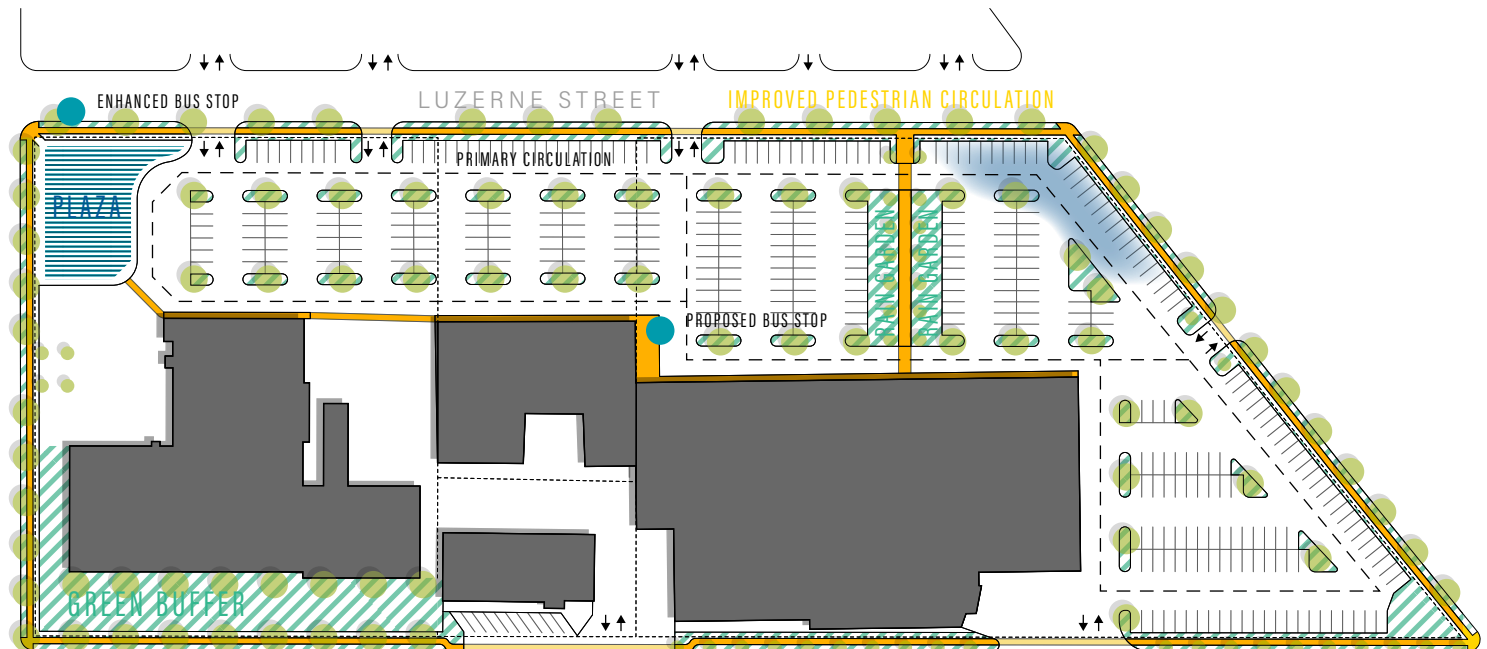 ENHANCED BUS STOP
LUZERNE STREET
IMPROVED PEDESTRIAN CIRCULATION
PRIMARY CIRCULATION
PLAZA
RAIN GARDEN
RAIN GARDEN
PROPOSED BUS STOP
GREEN BUFFER